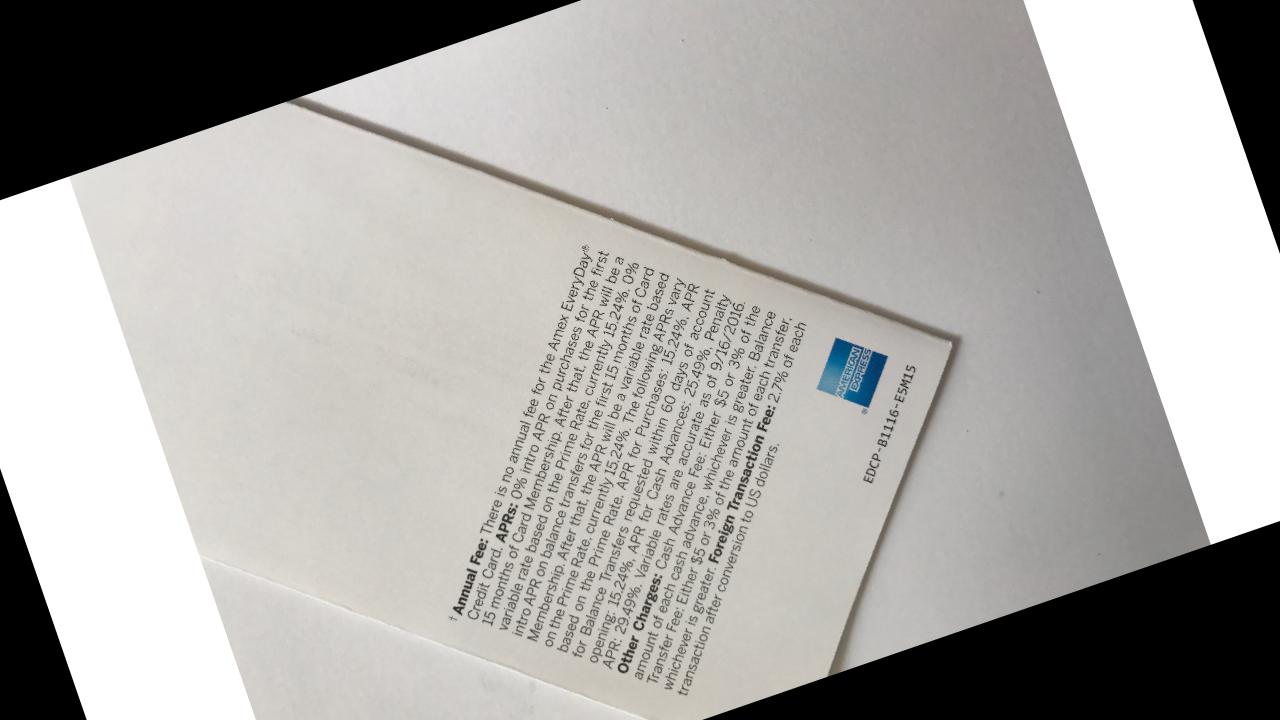 † Annual Fee: There is no annual fee for the Amex EveryDay®
Credit Card. APRs: 0% intro APR on purchases for the first
15 months of Card Membership. After that, the APR will be a
variable rate based on the Prime Rate, currently 15.24%. 0%
intro APR on balance transfers for the first 15 months of Card
Membership. After that, the APR will be a variable rate based
on the Prime Rate, currently 15.24%. The following APRs vary
based on the Prime Rate. APR for Purchases: 15.24%. APR
for Balance Transfers requested within 60 days of account
opening: 15.24%. APR for Cash Advances: 25.49%. Penalty
APR: 29.49%. Variable rates are accurate as of 9/16/2016.
Other Charges: Cash Advance Fee: Either $5 or 3% of the
amount of each cash advance, whichever is greater. Balance
Transfer Fee: Either $5 or 3% of the amount of each transfer,
whichever is greater. Foreign Transaction Fee: 2.7% of each
transaction after conversion to US dollars.
AMERICAN
EXPRESS
®
EDCP-B1116-E5M15